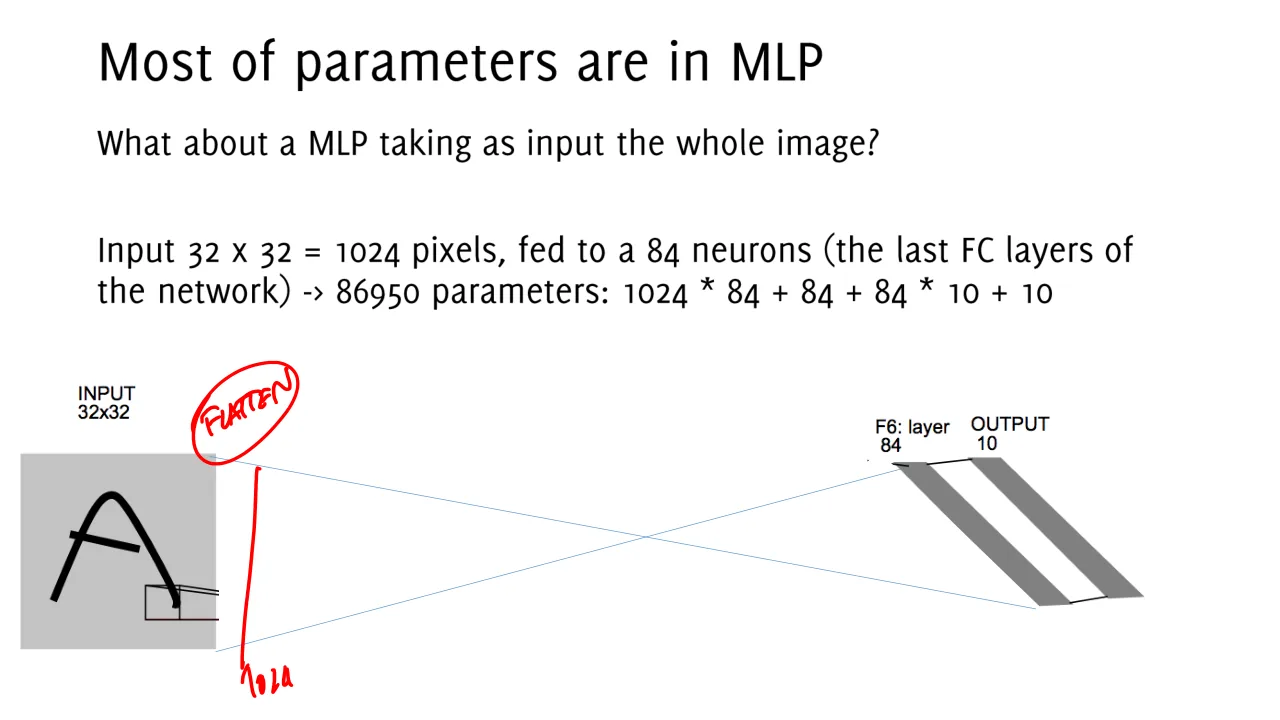 Most of parameters are in MLP
What about a MLP taking as input the whole image?
Input 32 x 32 = 1024 pixels, fed to a 84 neurons (the last FC layers of
the network) -> 86950 parameters: 1024 * 84 + 84 + 84 * 10 + 10
INPUT
32x32
FLATTEN
F6: layer
84
OUTPUT
10
A
1024